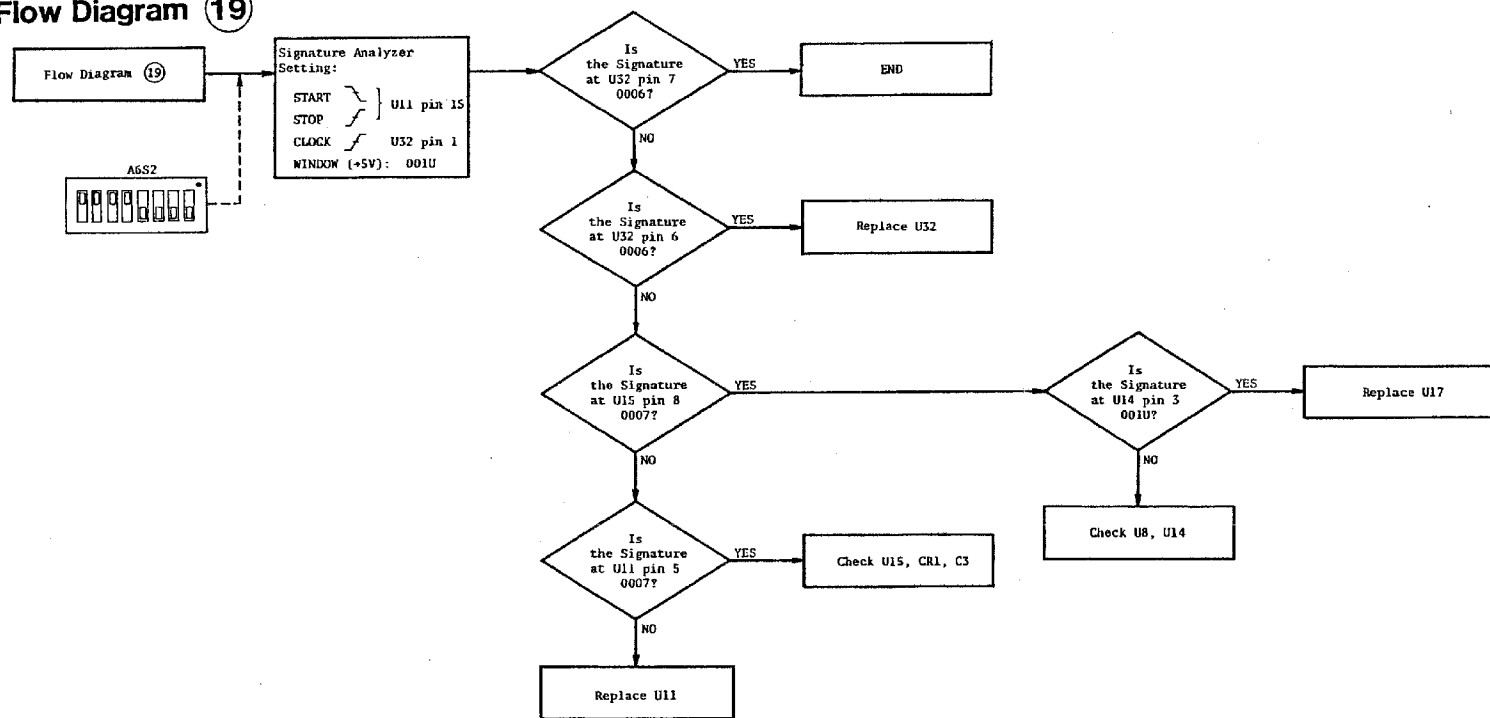 Flow Diagram 19
Flow Diagram 19
A6S2
Signature Analyzer
Setting:
START
STOP
U11 pin 15
CLOCK U32 pin 1
WINDOW (+5V): 001U
Is
the Signature
at U32 pin 7
0006?
YES
END
NO
Is
the Signature
at U32 pin 6
0006?
YES
Replace U32
NO
Is
the Signature
at U15 pin 8
0007?
YES
Is
the Signature
at U14 pin 3
001U?
YES
Replace U17
NO
Check U8, U14
NO
Is
the Signature
at U11 pin 5
0007?
YES
Check U15, CR1, C3
NO
Replace U11